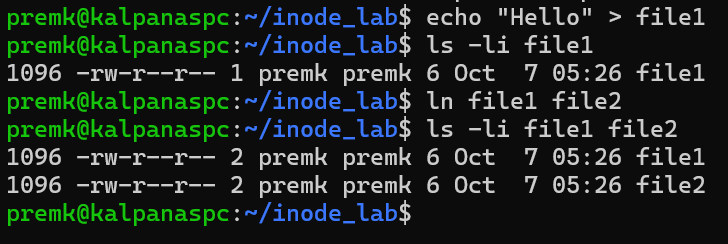 premk@kalpanaspc:~/inode_lab$ echo "Hello" > file1
premk@kalpanaspc:~/inode_lab$ ls -li file1
1096 -rw-r--r-- 1 premk premk 6 Oct  7 05:26 file1
premk@kalpanaspc:~/inode_lab$ ln file1 file2
premk@kalpanaspc:~/inode_lab$ ls -li file1 file2
1096 -rw-r--r-- 2 premk premk 6 Oct  7 05:26 file1
1096 -rw-r--r-- 2 premk premk 6 Oct  7 05:26 file2
premk@kalpanaspc:~/inode_lab$